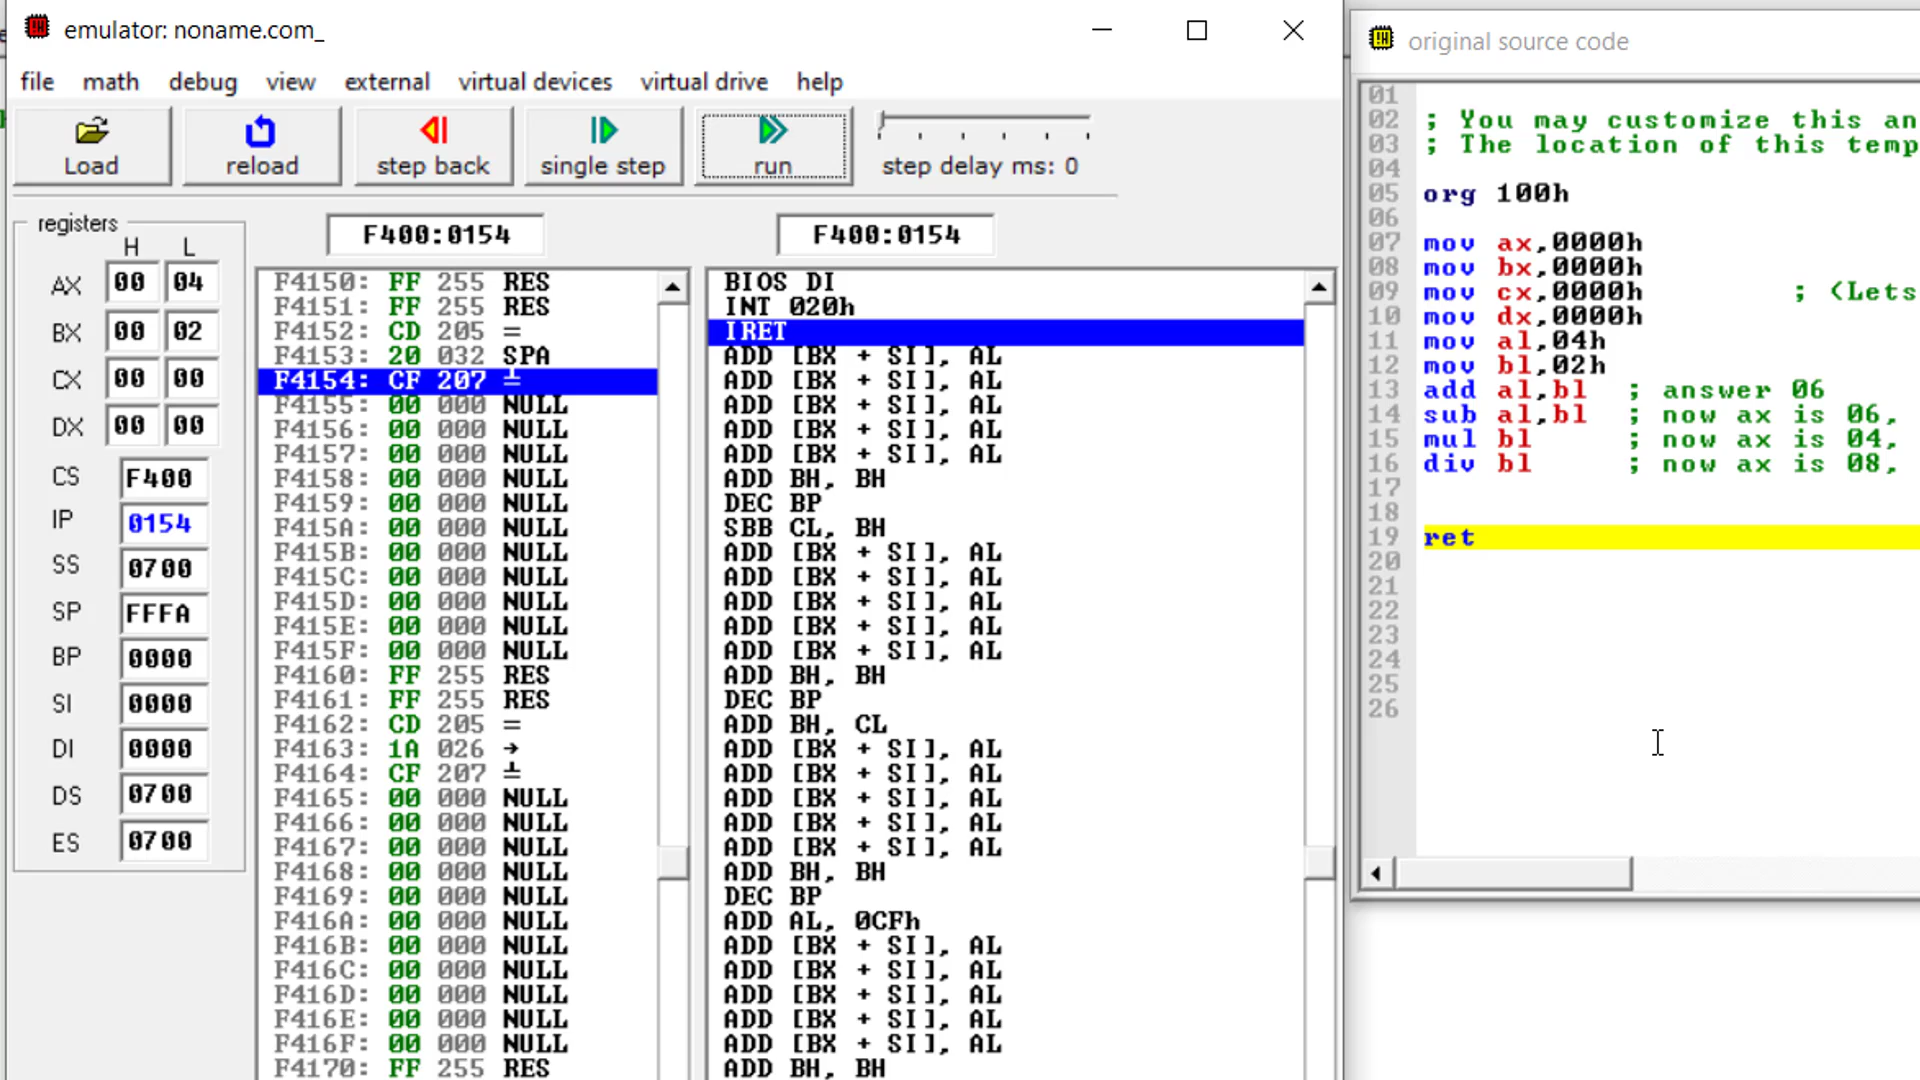 emulator: noname.com_
file math debug view external virtual devices virtual drive help
Load reload step back single step run step delay ms: 0
registers
H L
AX 00 04
BX 00 02
CX 00 00
DX 00 00
CS F400
IP 0154
SS 0700
SP FFFA
BP 0000
SI 0000
DI 0000
DS 0700
ES 0700
F400:0154
F4150: FF 255 RES
F4151: FF 255 RES
F4152: CD 205 =
F4153: 20 032 SPA
F4154: CF 207 ╧
F4155: 00 000 NULL
F4156: 00 000 NULL
F4157: 00 000 NULL
F4158: 00 000 NULL
F4159: 00 000 NULL
F415A: 00 000 NULL
F415B: 00 000 NULL
F415C: 00 000 NULL
F415D: 00 000 NULL
F415E: 00 000 NULL
F415F: 00 000 NULL
F4160: FF 255 RES
F4161: FF 255 RES
F4162: CD 205 =
F4163: 1A 026 →
F4164: CF 207 ╧
F4165: 00 000 NULL
F4166: 00 000 NULL
F4167: 00 000 NULL
F4168: 00 000 NULL
F4169: 00 000 NULL
F416A: 00 000 NULL
F416B: 00 000 NULL
F416C: 00 000 NULL
F416D: 00 000 NULL
F416E: 00 000 NULL
F416F: 00 000 NULL
F4170: FF 255 RES
F400:0154
BIOS DI
INT 020h
IRET
ADD [BX + SI], AL
ADD [BX + SI], AL
ADD [BX + SI], AL
ADD [BX + SI], AL
ADD [BX + SI], AL
ADD BH, BH
DEC BP
SBB CL, BH
ADD [BX + SI], AL
ADD [BX + SI], AL
ADD [BX + SI], AL
ADD [BX + SI], AL
ADD [BX + SI], AL
ADD BH, BH
DEC BP
ADD BH, CL
ADD [BX + SI], AL
ADD [BX + SI], AL
ADD [BX + SI], AL
ADD [BX + SI], AL
ADD [BX + SI], AL
ADD BH, BH
DEC BP
ADD AL, 0CFh
ADD [BX + SI], AL
ADD [BX + SI], AL
ADD [BX + SI], AL
ADD [BX + SI], AL
ADD [BX + SI], AL
ADD BH, BH
original source code
01
02 ; You may customize this an
03 ; The location of this temp
04
05 org 100h
06
07 mov ax,0000h
08 mov bx,0000h
09 mov cx,0000h ; (Lets
10 mov dx,0000h
11 mov al,04h
12 mov bl,02h
13 add al,bl ; answer 06
14 sub al,bl ; now ax is 06,
15 mul bl ; now ax is 04,
16 div bl ; now ax is 08,
17
18
19 ret
20
21
22
23
24
25
26